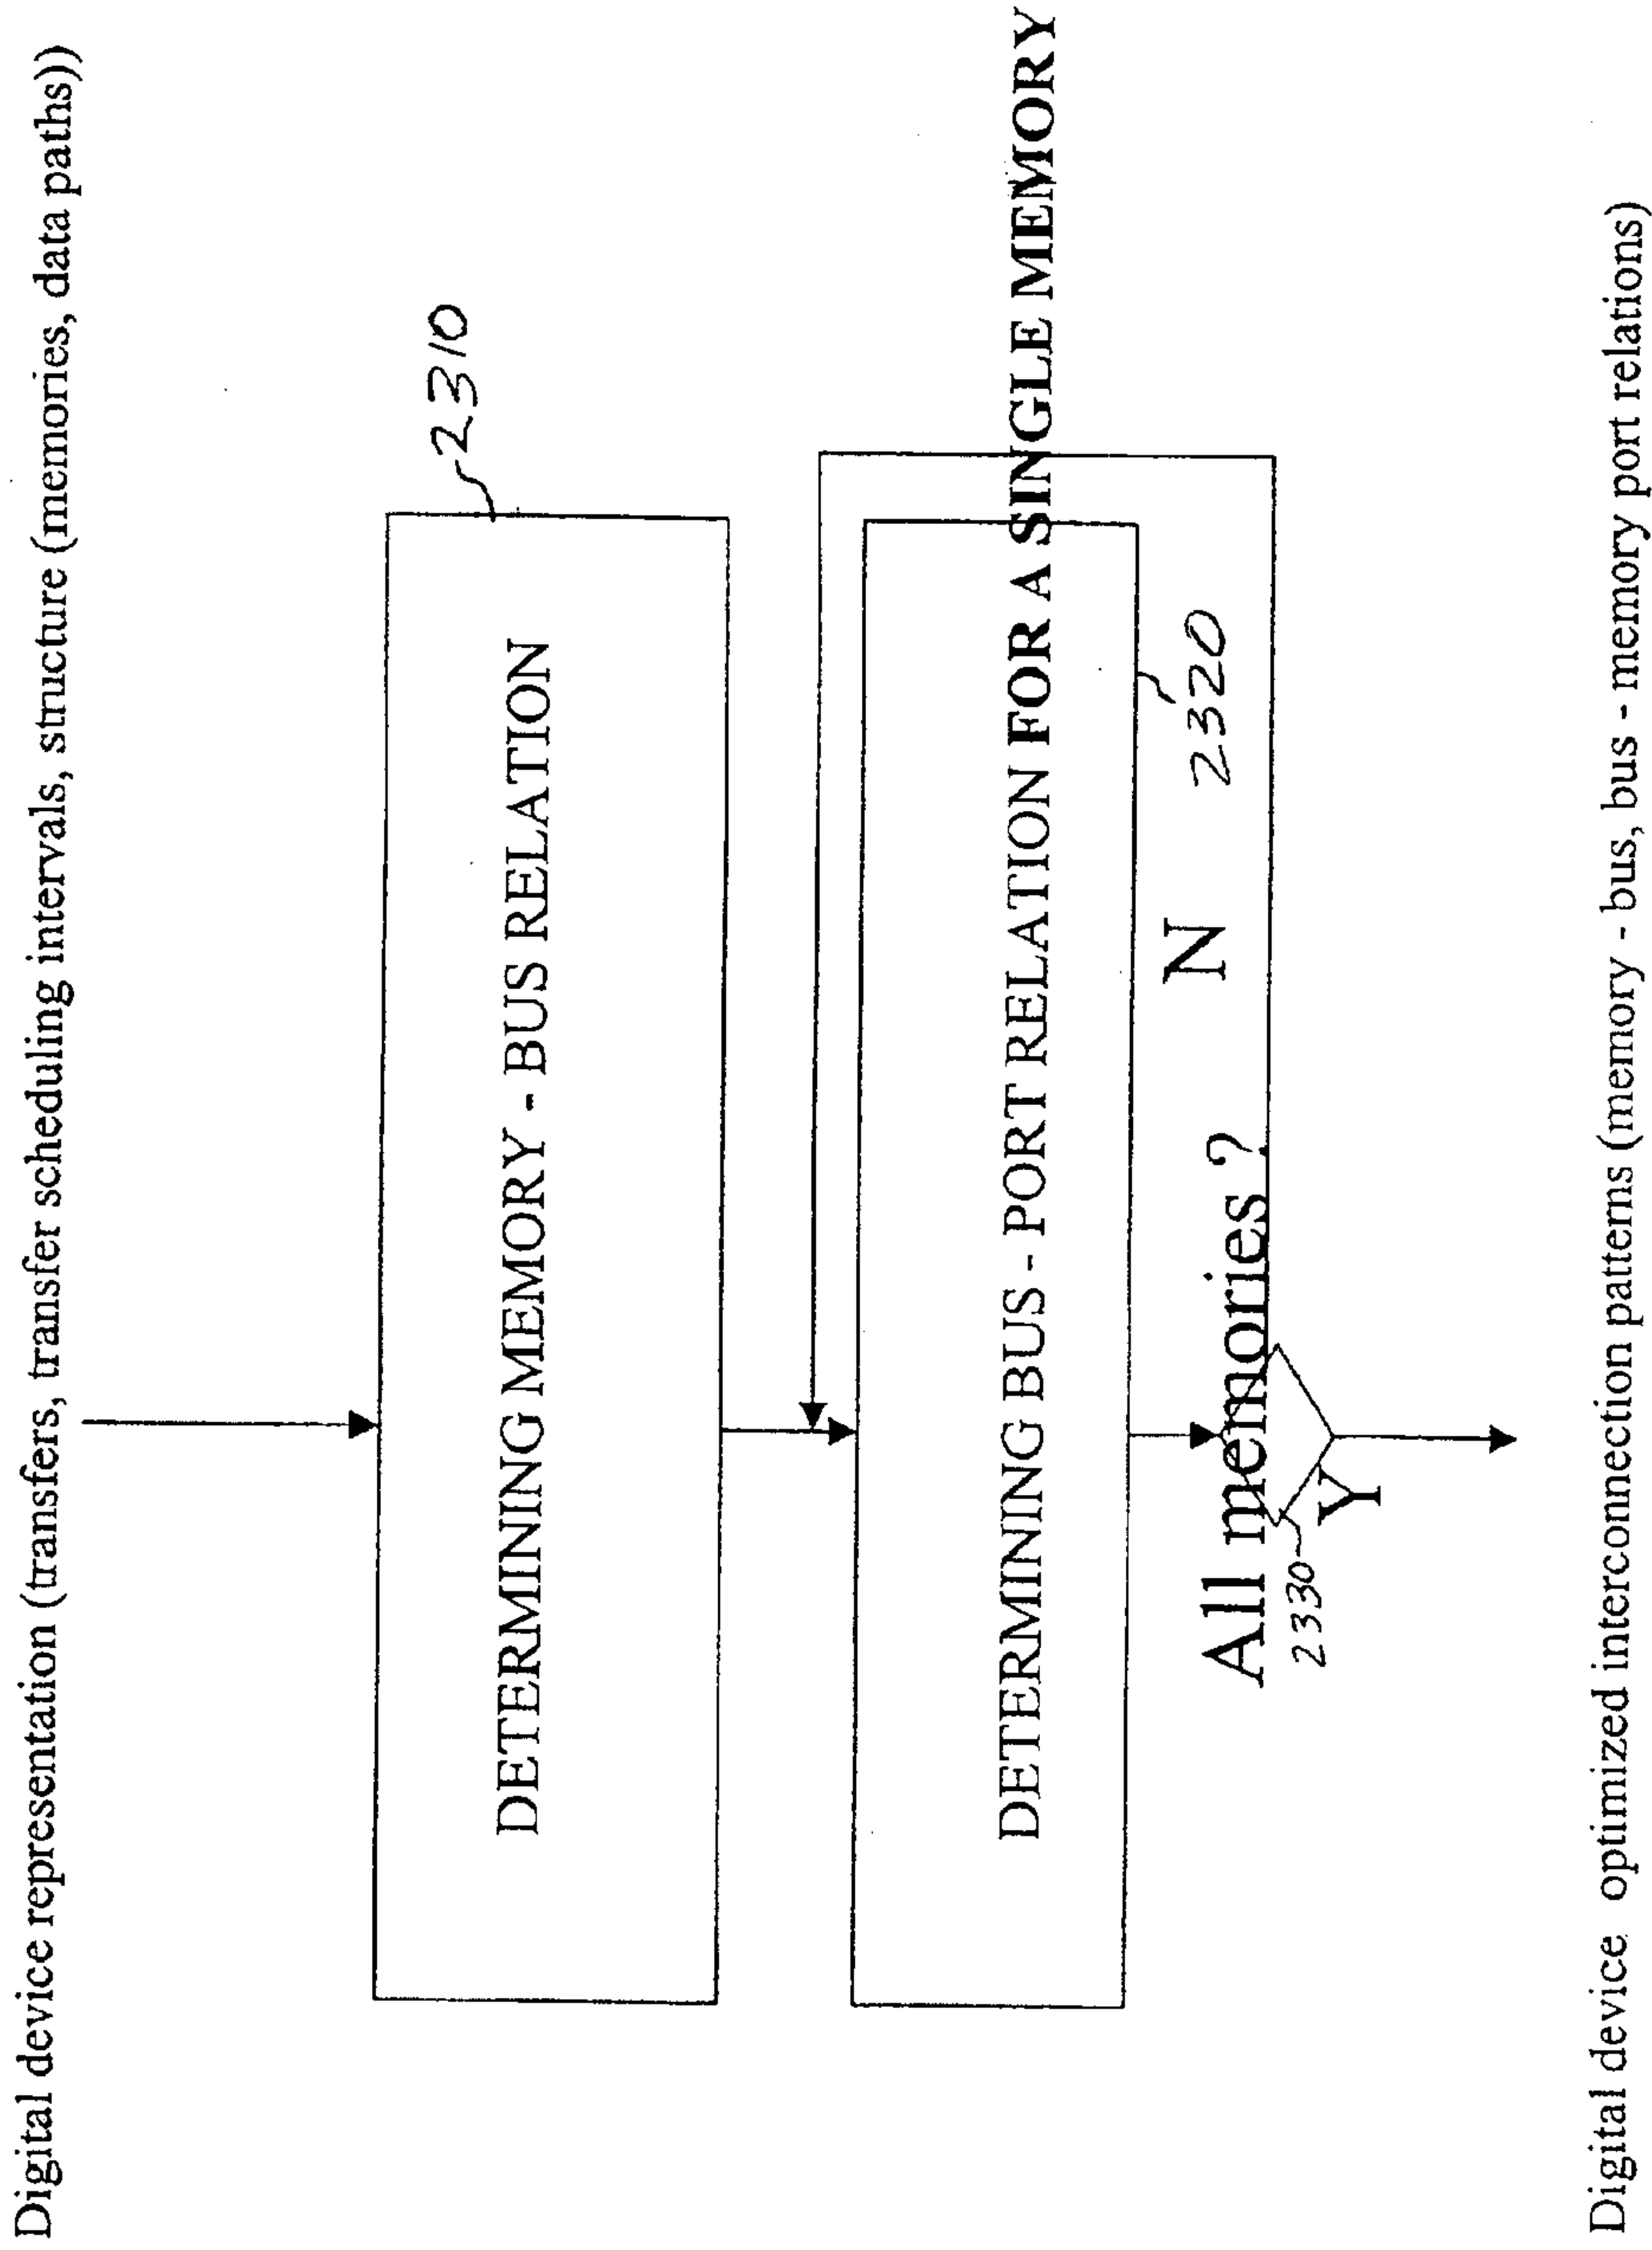 Digital device representation (transfers, transfer scheduling intervals, structure (memories, data paths))
2310
DETERMINING MEMORY - BUS RELATION
DETERMINING BUS - PORT RELATION FOR A SINGLE MEMORY
2320
N
All memories ?
2330
Y
Digital device optimized interconnection patterns (memory - bus, bus - memory port relations)